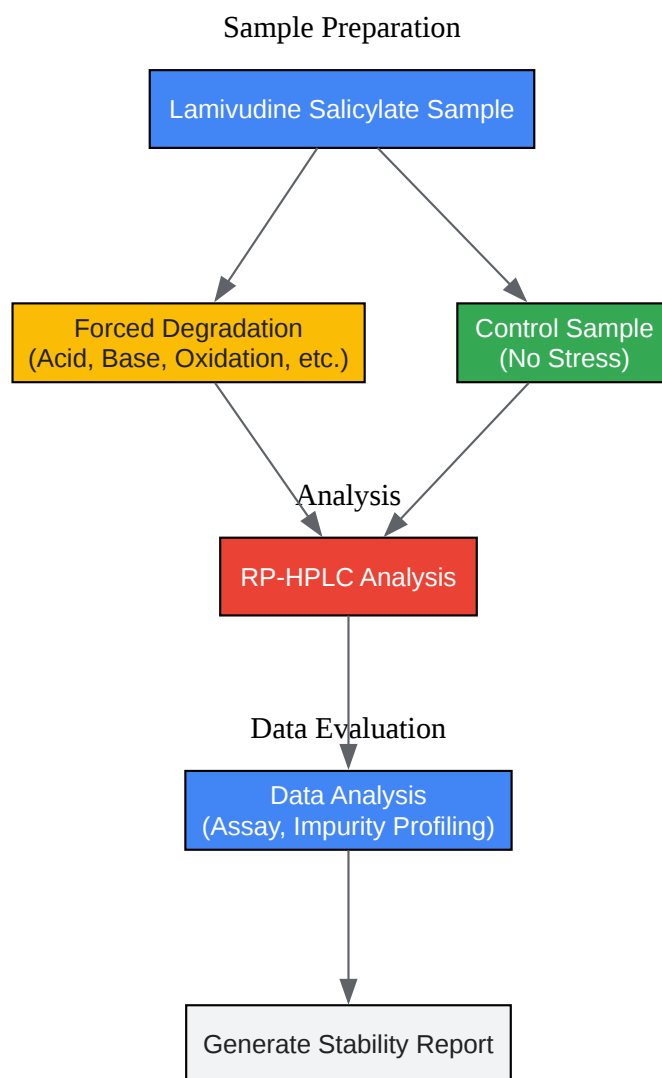 Sample Preparation
Lamivudine Salicylate Sample
Forced Degradation
(Acid, Base, Oxidation, etc.)
Control Sample
(No Stress)
Analysis
RP-HPLC Analysis
Data Evaluation
Data Analysis
(Assay, Impurity Profiling)
Generate Stability Report